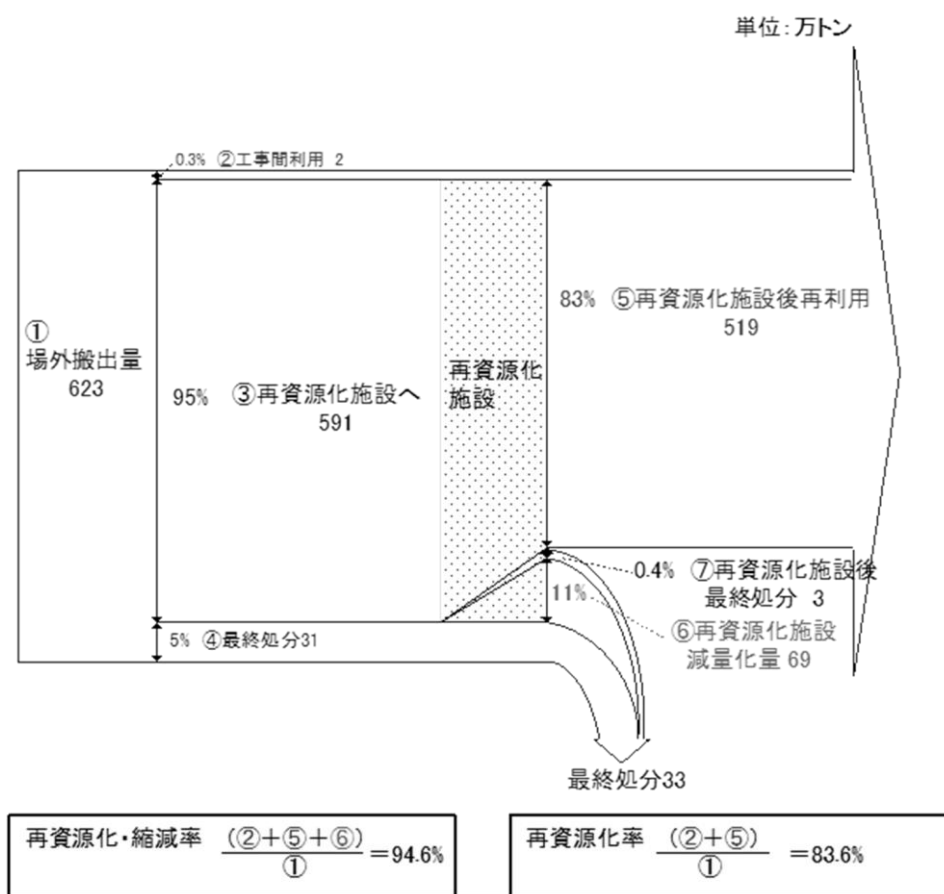 単位：万トン
0.3% ②工事間利用 2
①
場外搬出量
623
95% ③再資源化施設へ
591
再資源化
施設
83% ⑤再資源化施設後再利用
519
0.4% ⑦再資源化施設後
最終処分 3
11%
⑥再資源化施設
減量化量 69
5% ④最終処分31
最終処分33
再資源化・縮減率 (②＋⑤＋⑥)
①
＝94.6%
再資源化率 (②＋⑤)
①
＝83.6%